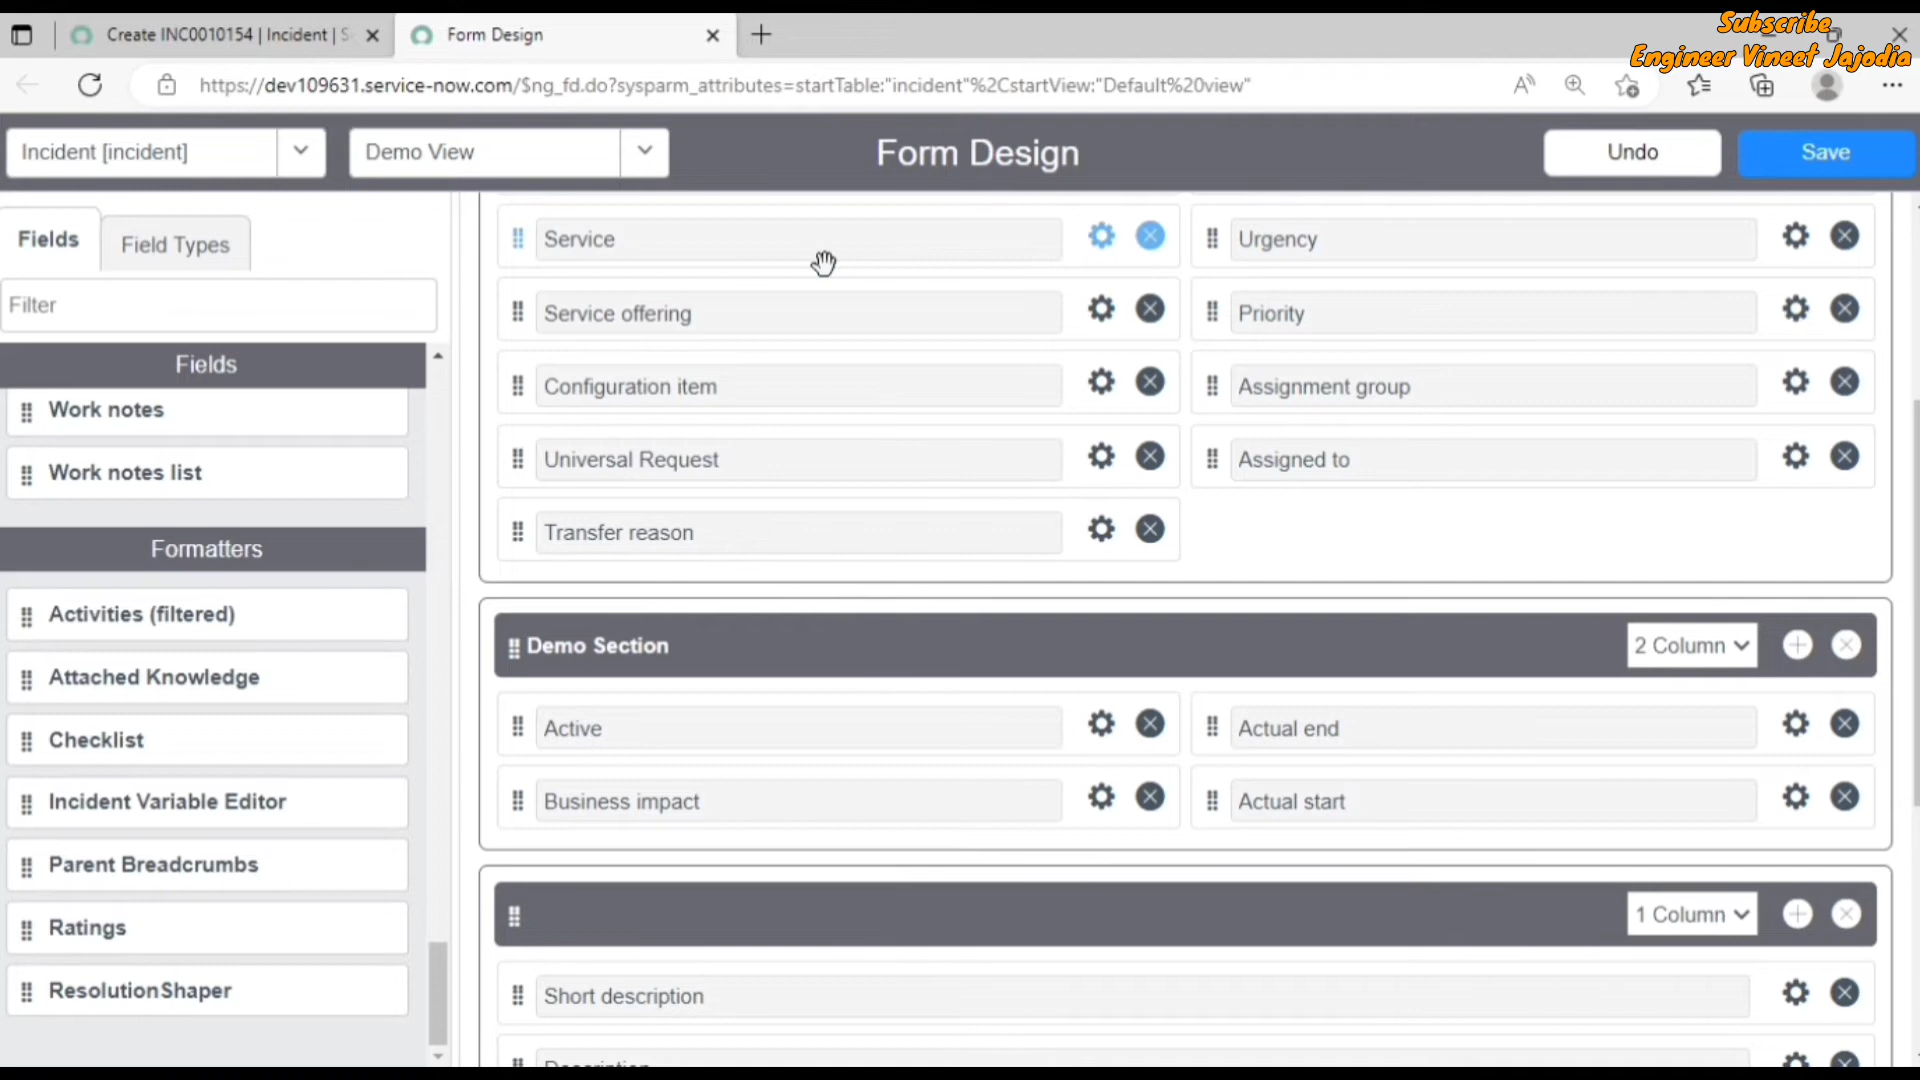 Create INC0010154 | Incident | S
Form Design
Subscribe
Engineer Vineet Jajodia
https://dev109631.service-now.com/$ng_fd.do?sysparm_attributes=startTable:"incident"%2CstartView:"Default%20view"
Incident [incident]
Demo View
Form Design
Undo
Save
Fields
Field Types
Filter
Fields
Work notes
Work notes list
Formatters
Activities (filtered)
Attached Knowledge
Checklist
Incident Variable Editor
Parent Breadcrumbs
Ratings
ResolutionShaper
Service
Urgency
Service offering
Priority
Configuration item
Assignment group
Universal Request
Assigned to
Transfer reason
Demo Section
2 Column
Active
Actual end
Business impact
Actual start
1 Column
Short description
Description